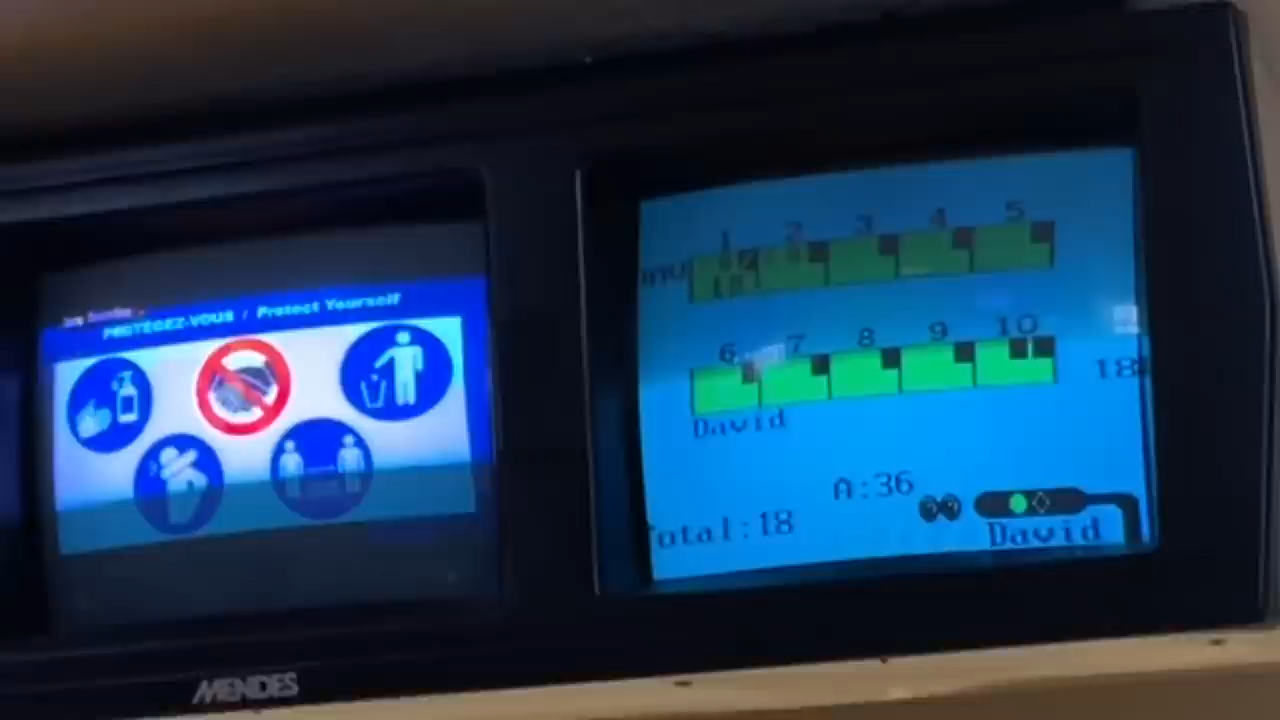 PROTÉGEZ-VOUS / Protect Yourself
1 2 3 4 5
6 7 8 9 10
18
David
A:36
Total:18
David
MENDES